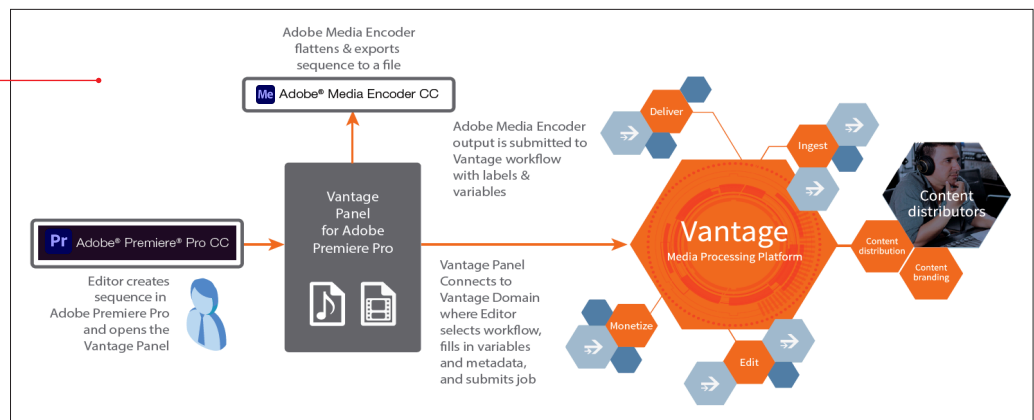 Adobe Media Encoder
flattens & exports
sequence to a file
Me Adobe® Media Encoder CC
Adobe Media Encoder
output is submitted to
Vantage workflow
with labels &
variables
Vantage
Panel
for Adobe
Premiere Pro
Pr Adobe® Premiere® Pro CC
Editor creates
sequence in
Adobe Premiere Pro
and opens the
Vantage Panel
Vantage Panel
Connects to
Vantage Domain
where Editor
selects workflow,
fills in variables
and metadata,
and submits job
Deliver
Ingest
Vantage
Media Processing Platform
Monetize
Edit
Content
distributors
Content
distribution
Content
branding